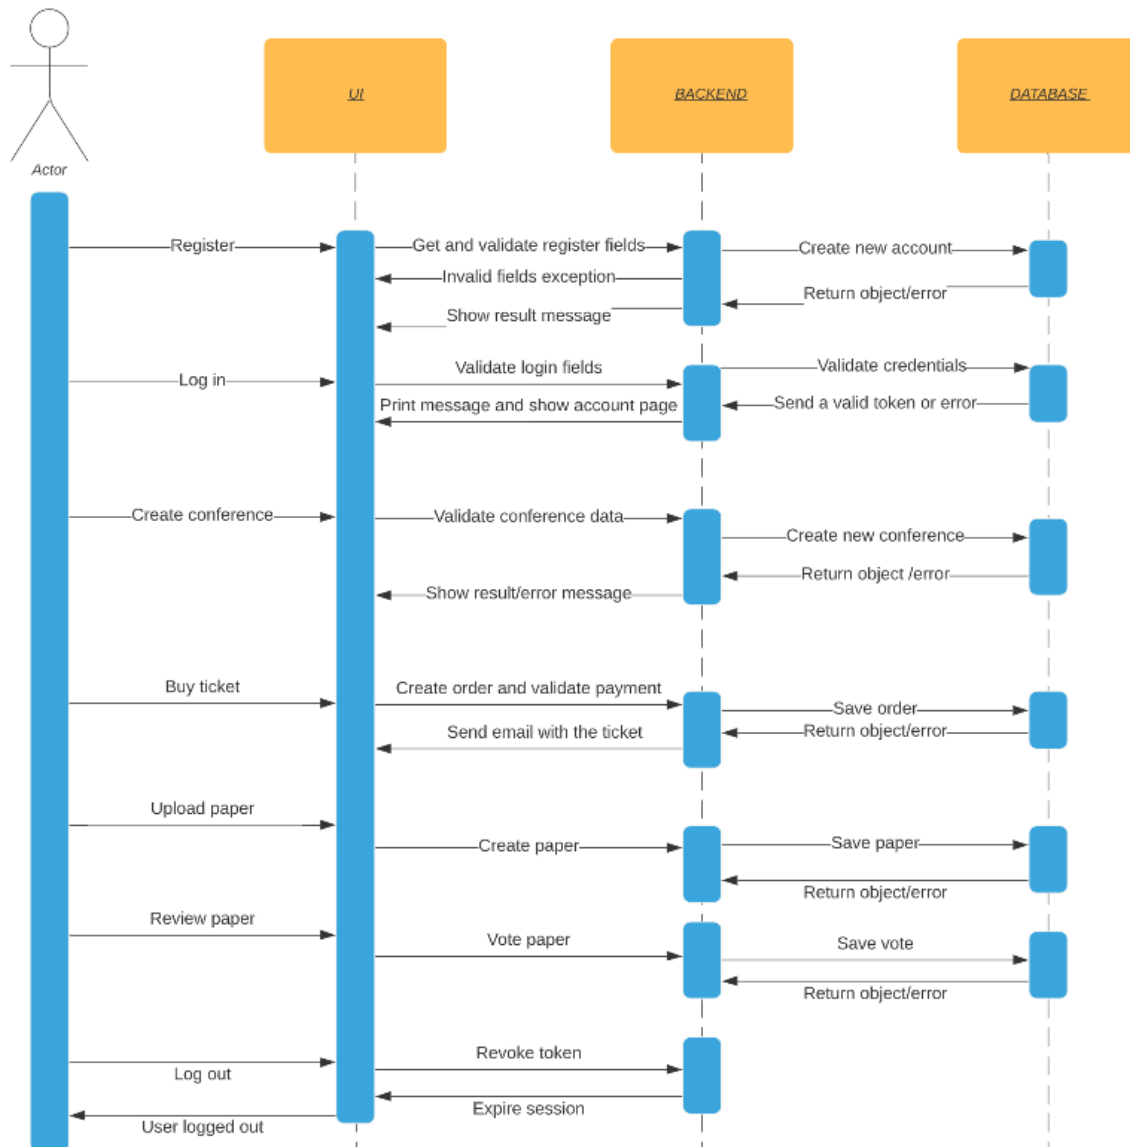 UI
BACKEND
DATABASE
Actor
Register
Get and validate register fields
Create new account
Invalid fields exception
Return object/error
Show result message
Log in
Validate login fields
Validate credentials
Print message and show account page
Send a valid token or error
Create conference
Validate conference data
Create new conference
Return object /error
Show result/error message
Buy ticket
Create order and validate payment
Save order
Send email with the ticket
Return object/error
Upload paper
Create paper
Save paper
Return object/error
Review paper
Vote paper
Save vote
Return object/error
Log out
Revoke token
Expire session
User logged out